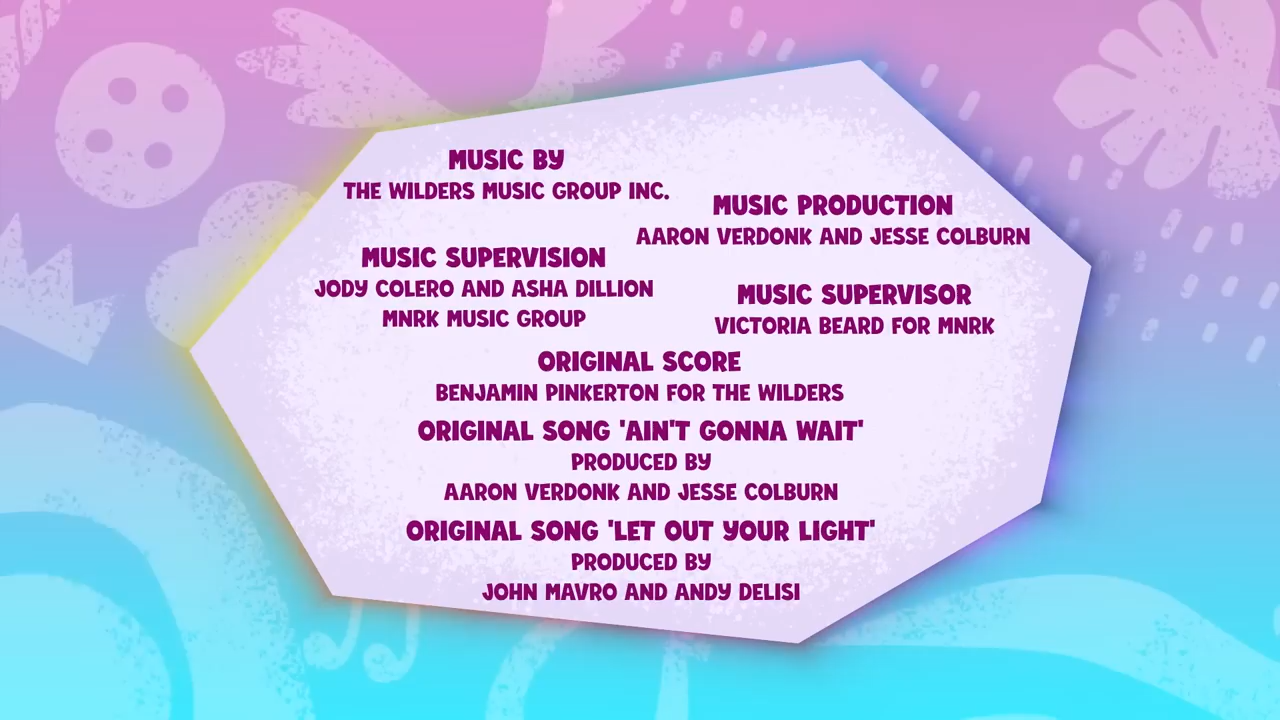 MUSIC BY
THE WILDERS MUSIC GROUP INC.
MUSIC PRODUCTION
AARON VERDONK AND JESSE COLBURN
MUSIC SUPERVISION
JODY COLERO AND ASHA DILLION
MNRK MUSIC GROUP
MUSIC SUPERVISOR
VICTORIA BEARD FOR MNRK
ORIGINAL SCORE
BENJAMIN PINKERTON FOR THE WILDERS
ORIGINAL SONG 'AIN'T GONNA WAIT'
PRODUCED BY
AARON VERDONK AND JESSE COLBURN
ORIGINAL SONG 'LET OUT YOUR LIGHT'
PRODUCED BY
JOHN MAVRO AND ANDY DELISI